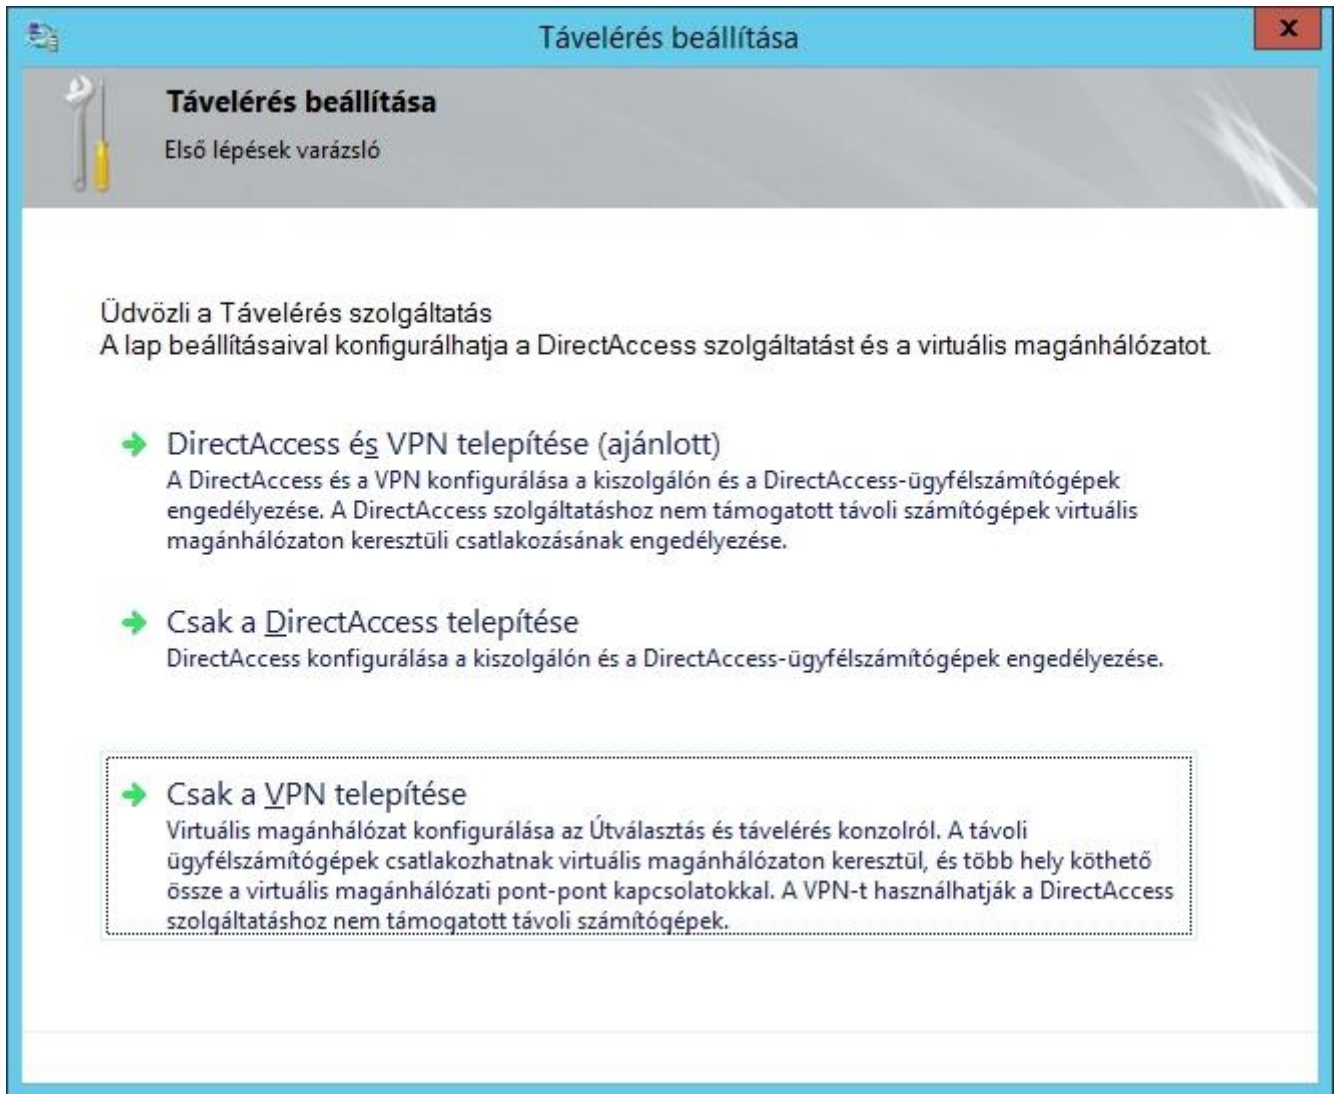 Távelérés beállítása
x
Távelérés beállítása
Első lépések varázsló
Üdvözli a Távelérés szolgáltatás
A lap beállításaival konfigurálhatja a DirectAccess szolgáltatást és a virtuális magánhálózatot.
DirectAccess és VPN telepítése (ajánlott)
A DirectAccess és a VPN konfigurálása a kiszolgálón és a DirectAccess-ügyfélszámítógépek
engedélyezése. A DirectAccess szolgáltatáshoz nem támogatott távoli számítógépek virtuális
magánhálózaton keresztüli csatlakozásának engedélyezése.
Csak a DirectAccess telepítése
DirectAccess konfigurálása a kiszolgálón és a DirectAccess-ügyfélszámítógépek engedélyezése.
Csak a VPN telepítése
Virtuális magánhálózat konfigurálása az Útválasztás és távelérés konzolról. A távoli
ügyfélszámítógépek csatlakozhatnak virtuális magánhálózaton keresztül, és több hely köthető
össze a virtuális magánhálózati pont-pont kapcsolatokkal. A VPN-t használhatják a DirectAccess
szolgáltatáshoz nem támogatott távoli számítógépek.